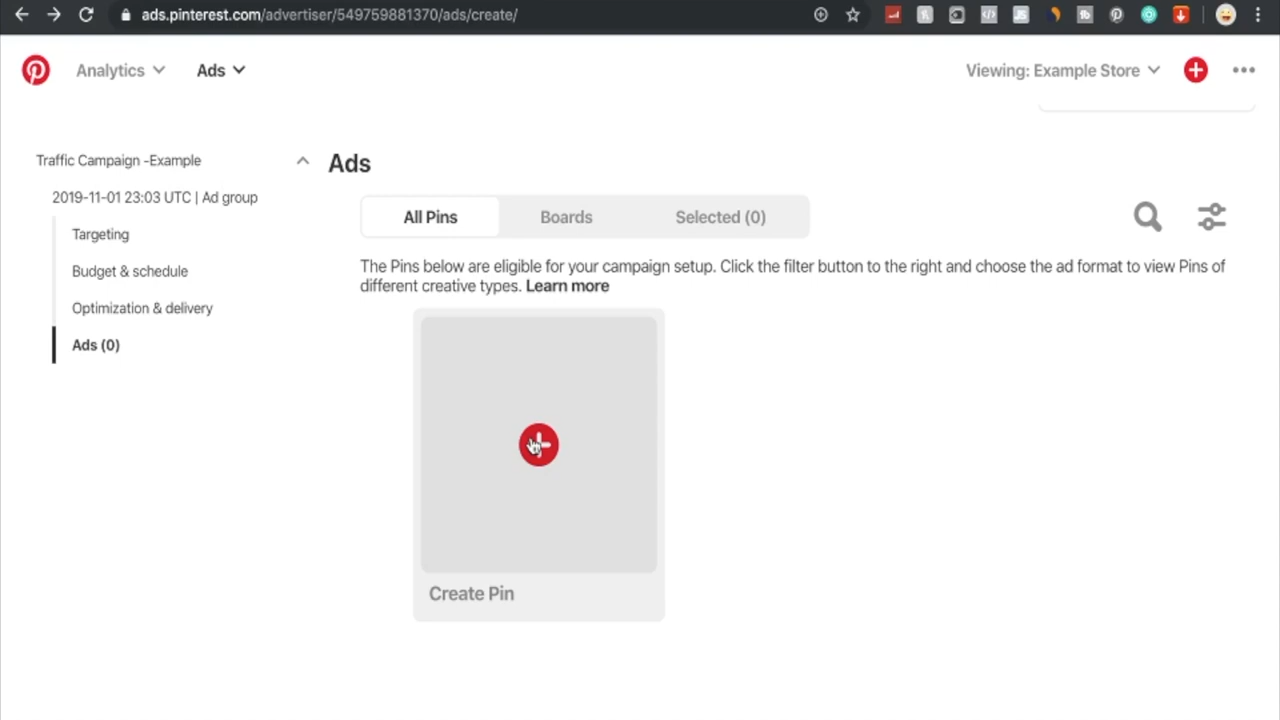 ads.pinterest.com/advertiser/549759881370/ads/create/
Analytics
Ads
Viewing: Example Store
Traffic Campaign -Example
Ads
2019-11-01 23:03 UTC | Ad group
All Pins
Boards
Selected (0)
Targeting
The Pins below are eligible for your campaign setup. Click the filter button to the right and choose the ad format to view Pins of
different creative types. Learn more
Budget & schedule
Optimization & delivery
Ads (0)
Create Pin